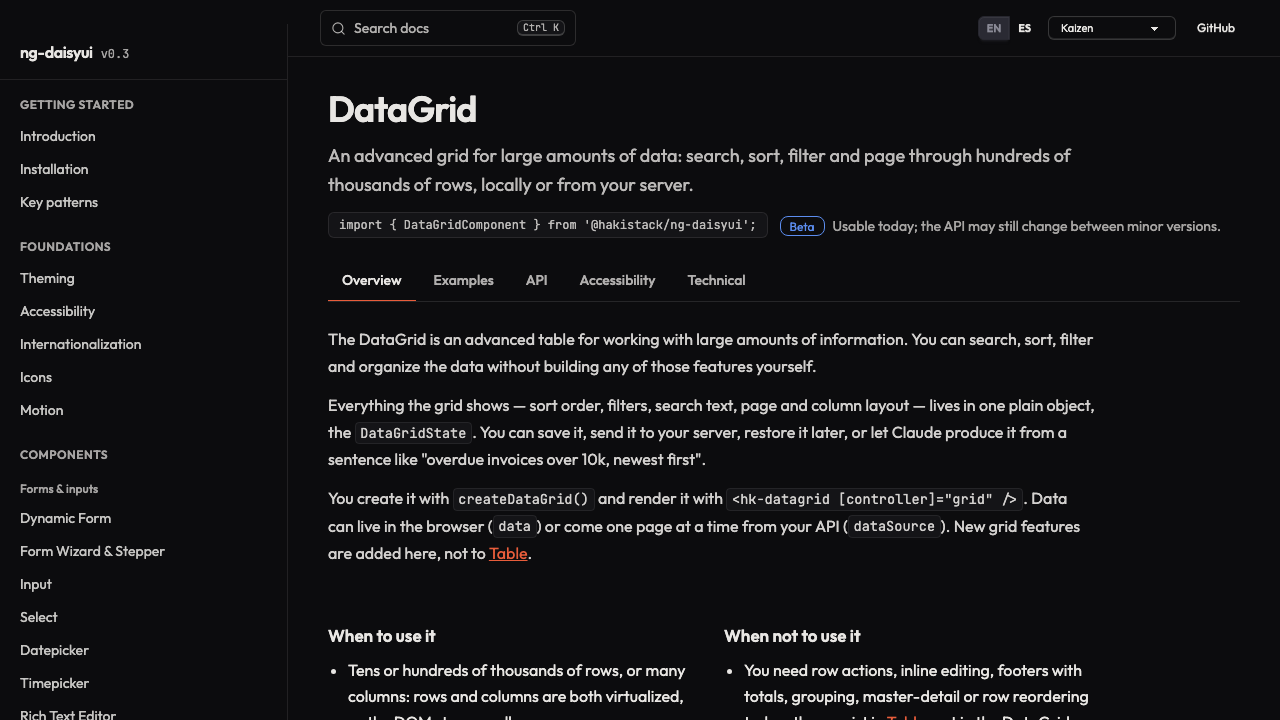 Search docs
Ctrl K
EN
ES
Kaizen
GitHub
ng-daisyui v0.3
GETTING STARTED
Introduction
Installation
Key patterns
FOUNDATIONS
Theming
Accessibility
Internationalization
Icons
Motion
COMPONENTS
Forms & inputs
Dynamic Form
Form Wizard & Stepper
Input
Select
Datepicker
Timepicker
Rich Text Editor
DataGrid
An advanced grid for large amounts of data: search, sort, filter and page through hundreds of
thousands of rows, locally or from your server.
import { DataGridComponent } from '@hakistack/ng-daisyui';
Beta
Usable today; the API may still change between minor versions.
Overview
Examples
API
Accessibility
Technical
The DataGrid is an advanced table for working with large amounts of information. You can search, sort, filter
and organize the data without building any of those features yourself.
Everything the grid shows — sort order, filters, search text, page and column layout — lives in one plain object,
the DataGridState. You can save it, send it to your server, restore it later, or let Claude produce it from a
sentence like "overdue invoices over 10k, newest first".
You create it with createDataGrid() and render it with <hk-datagrid [controller]="grid" />. Data
can live in the browser (data) or come one page at a time from your API (dataSource). New grid features
are added here, not to Table.
When to use it
• Tens or hundreds of thousands of rows, or many
columns: rows and columns are both virtualized,
When not to use it
• You need row actions, inline editing, footers with
totals, grouping, master-detail or row reordering